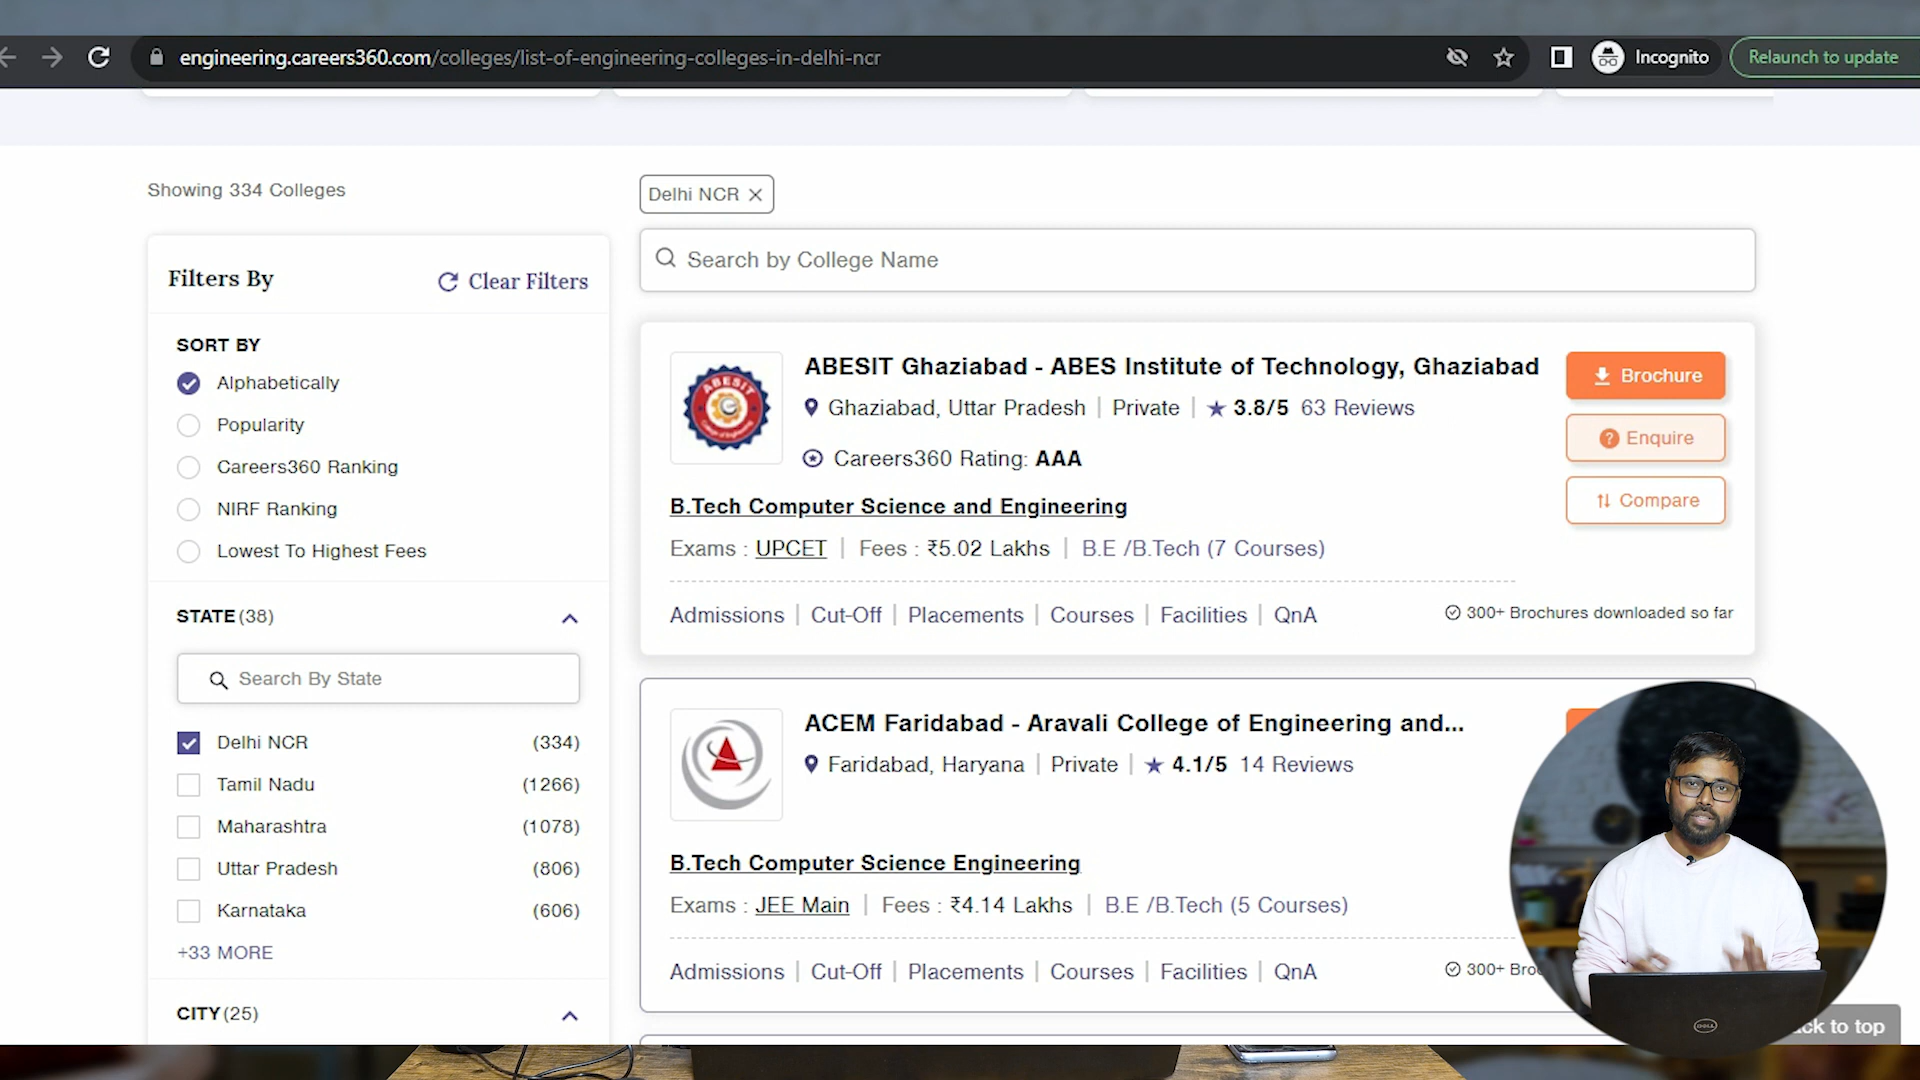 engineering.careers360.com/colleges/list-of-engineering-colleges-in-delhi-ncr
Incognito
Relaunch to update
Showing 334 Colleges
Delhi NCR
Search by College Name
Filters By
Clear Filters
SORT BY
Alphabetically
Popularity
Careers360 Ranking
NIRF Ranking
Lowest To Highest Fees
STATE (38)
Search By State
Delhi NCR (334)
Tamil Nadu (1266)
Maharashtra (1078)
Uttar Pradesh (806)
Karnataka (606)
+33 MORE
CITY (25)
ABESIT
ABESIT Ghaziabad - ABES Institute of Technology, Ghaziabad
Ghaziabad, Uttar Pradesh | Private | 3.8/5 63 Reviews
Careers360 Rating: AAA
Brochure
Enquire
Compare
B.Tech Computer Science and Engineering
Exams : UPCET | Fees : ₹5.02 Lakhs | B.E /B.Tech (7 Courses)
Admissions | Cut-Off | Placements | Courses | Facilities | QnA
300+ Brochures downloaded so far
ACEM Faridabad - Aravali College of Engineering and...
Faridabad, Haryana | Private | 4.1/5 14 Reviews
B.Tech Computer Science Engineering
Exams : JEE Main | Fees : ₹4.14 Lakhs | B.E /B.Tech (5 Courses)
Admissions | Cut-Off | Placements | Courses | Facilities | QnA
300+ Bro
DELL
ck to top